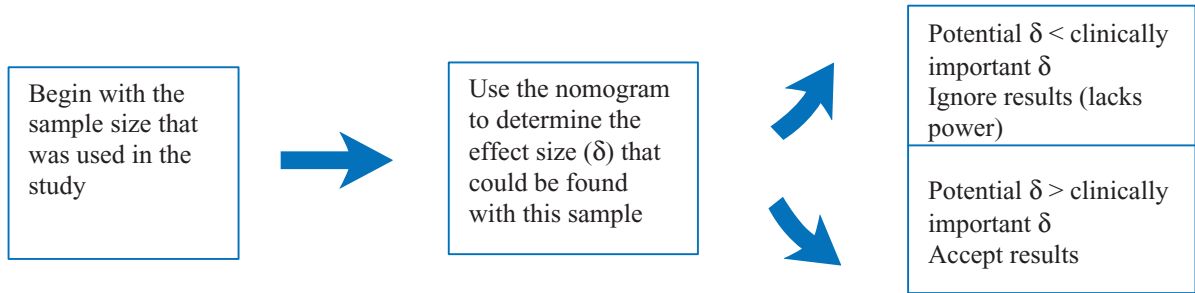 Begin with the
sample size that
was used in the
study
Use the nomogram
to determine the
effect size (δ) that
could be found
with this sample
Potential δ < clinically
important δ
Ignore results (lacks
power)
Potential δ > clinically
important δ
Accept results